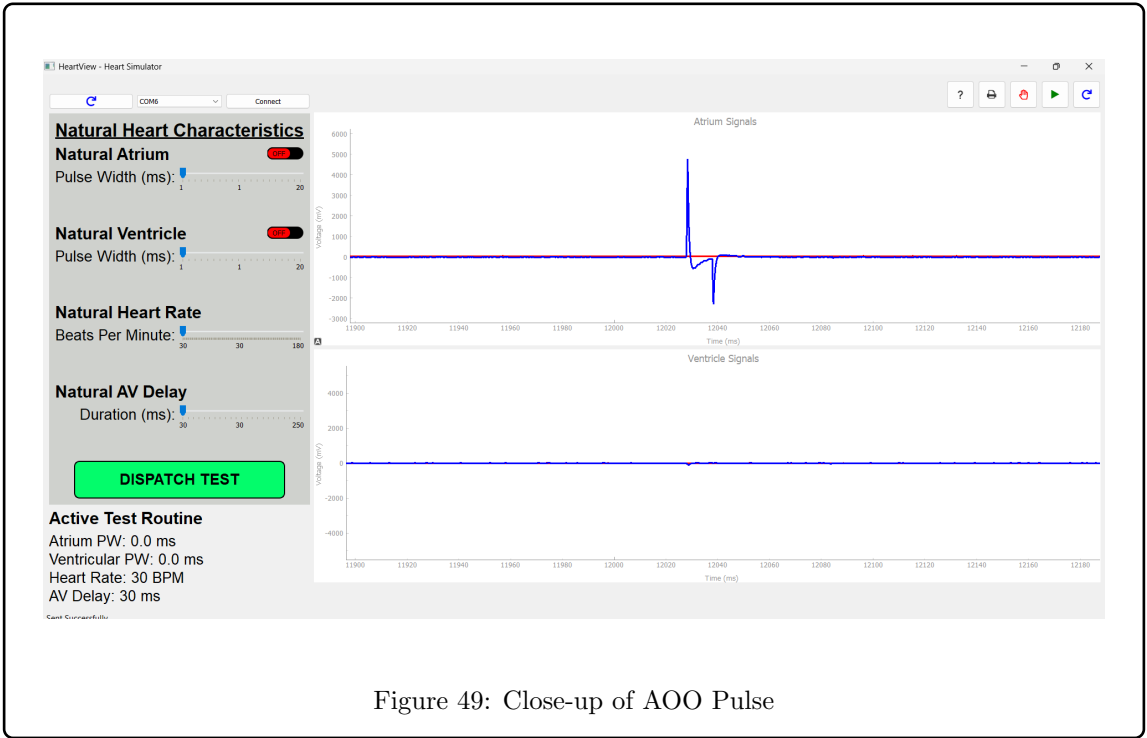 HeartView - Heart Simulator
COM6
Connect
?
Natural Heart Characteristics
Natural Atrium
OFF
Pulse Width (ms):
1 1 20
Natural Ventricle
OFF
Pulse Width (ms):
1 1 20
Natural Heart Rate
Beats Per Minute:
30 30 180
Natural AV Delay
Duration (ms):
30 30 250
DISPATCH TEST
Active Test Routine
Atrium PW: 0.0 ms
Ventricular PW: 0.0 ms
Heart Rate: 30 BPM
AV Delay: 30 ms
Sent Successfully
Atrium Signals
6000
5000
4000
3000
2000
1000
0
-1000
-2000
-3000
Voltage (mV)
11900 11920 11940 11960 11980 12000 12020 12040 12060 12080 12100 12120 12140 12160 12180
Time (ms)
A
Ventricle Signals
4000
2000
0
-2000
-4000
Voltage (mV)
11900 11920 11940 11960 11980 12000 12020 12040 12060 12080 12100 12120 12140 12160 12180
Time (ms)
Figure 49: Close-up of AOO Pulse